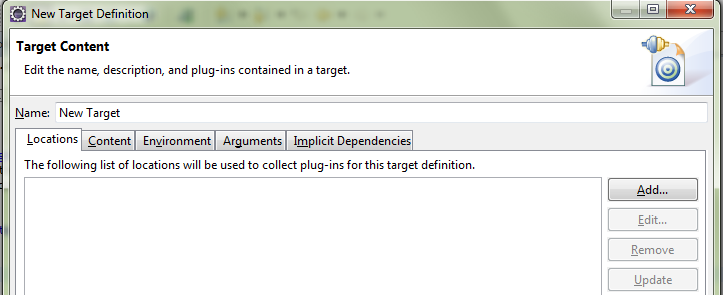 New Target Definition
Target Content
Edit the name, description, and plug-ins contained in a target.
Name: New Target
Locations Content Environment Arguments Implicit Dependencies
The following list of locations will be used to collect plug-ins for this target definition.
Add...
Edit...
Remove
Update